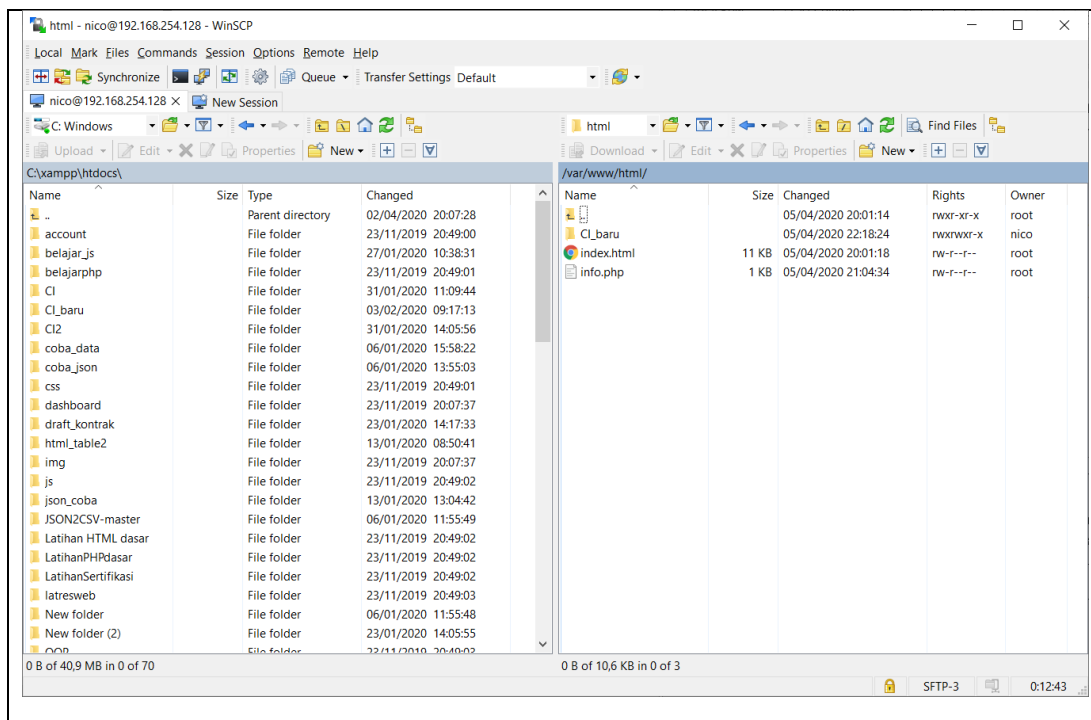 html - nico@192.168.254.128 - WinSCP
Local Mark Files Commands Session Options Remote Help
Synchronize Queue Transfer Settings Default
nico@192.168.254.128 × New Session
C: Windows
Upload Edit Properties New
C:\xampp\htdocs\
Name Size Type Changed
.. Parent directory 02/04/2020 20:07:28
account File folder 23/11/2019 20:49:00
belajar_js File folder 27/01/2020 10:38:31
belajarphp File folder 23/11/2019 20:49:01
CI File folder 31/01/2020 11:09:44
CI_baru File folder 03/02/2020 09:17:13
CI2 File folder 31/01/2020 14:05:56
coba_data File folder 06/01/2020 15:58:22
coba_json File folder 06/01/2020 13:55:03
css File folder 23/11/2019 20:49:01
dashboard File folder 23/11/2019 20:07:37
draft_kontrak File folder 23/01/2020 14:17:33
html_table2 File folder 13/01/2020 08:50:41
img File folder 23/11/2019 20:07:37
js File folder 23/11/2019 20:49:02
json_coba File folder 13/01/2020 13:04:42
JSON2CSV-master File folder 06/01/2020 11:55:49
Latihan HTML dasar File folder 23/11/2019 20:49:02
LatihanPHPdasar File folder 23/11/2019 20:49:02
LatihanSertifikasi File folder 23/11/2019 20:49:02
latresweb File folder 23/11/2019 20:49:03
New folder File folder 06/01/2020 11:55:48
New folder (2) File folder 23/01/2020 14:05:55
OOP File folder 23/11/2019 20:49:03
0 B of 40,9 MB in 0 of 70
html Find Files
Download Edit Properties New
/var/www/html/
Name Size Changed Rights Owner
.. 05/04/2020 20:01:14 rwxr-xr-x root
CI_baru 05/04/2020 22:18:24 rwxrwxr-x nico
index.html 11 KB 05/04/2020 20:01:18 rw-r--r-- root
info.php 1 KB 05/04/2020 21:04:34 rw-r--r-- root
0 B of 10,6 KB in 0 of 3
SFTP-3 0:12:43